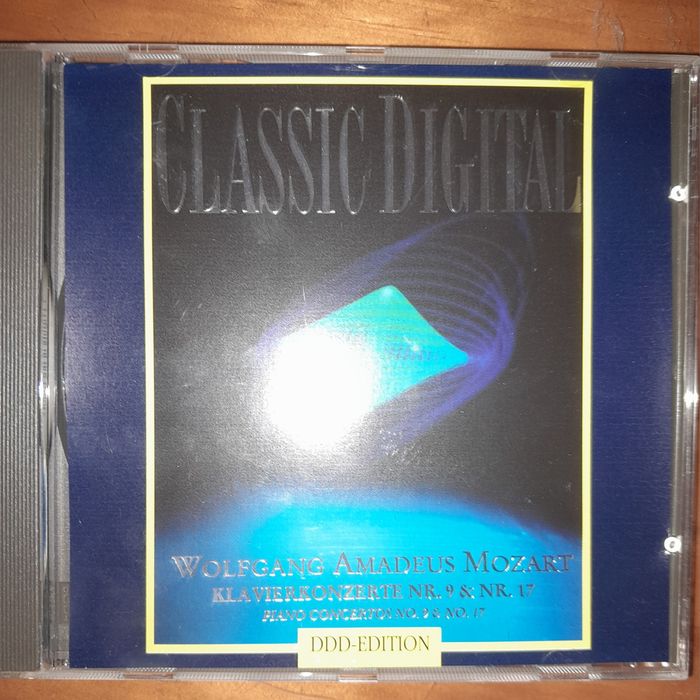 CLASSIC DIGITAL
WOLFGANG AMADEUS MOZART
KLAVIERKONZERTE NR. 9 & NR. 17
PIANO CONCERTOS NO. 9 & NO. 17
DDD-EDITION